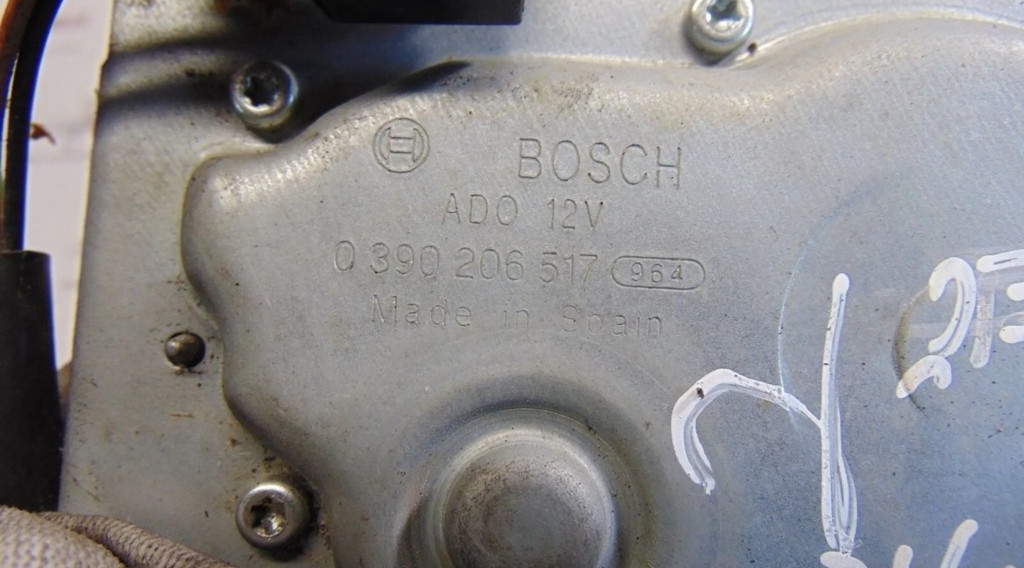 BOSCH
ADO 12V
0 390 206 517 964
Made in Spain